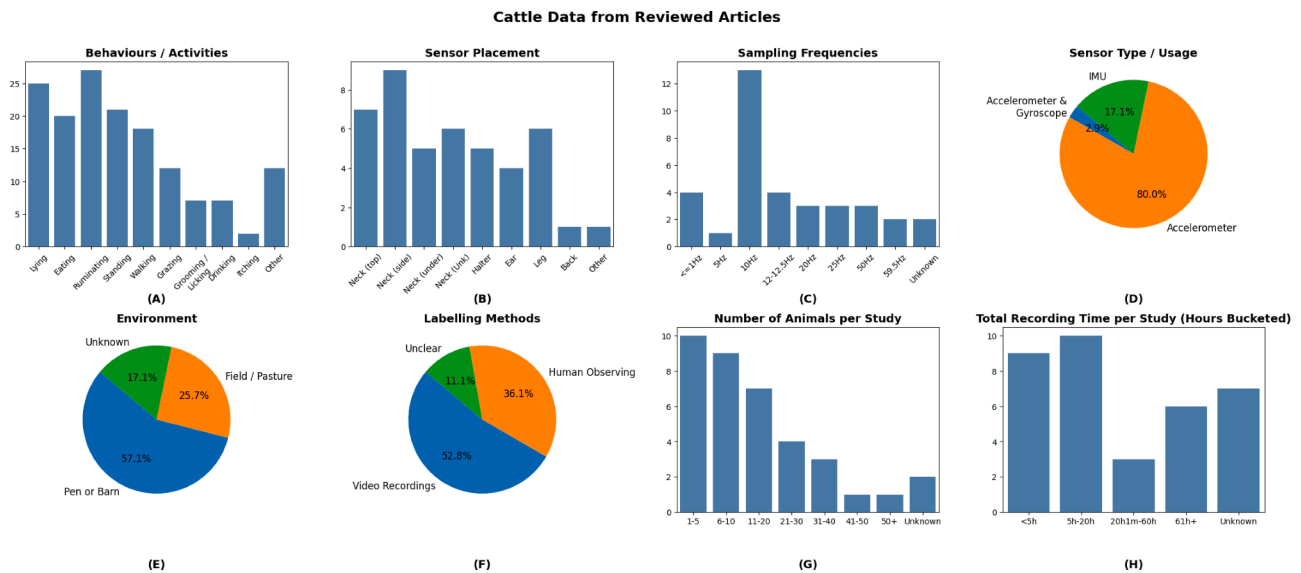 Cattle Data from Reviewed Articles
Behaviours / Activities
25
20
15
10
5
0
Lying
Eating
Ruminating
Standing
Walking
Grazing
Grooming /
Licking
Drinking
Itching
Other
(A)
Sensor Placement
8
6
4
2
0
Neck (top)
Neck (side)
Neck (under)
Neck (Unk)
Halter
Ear
Leg
Back
Other
(B)
Sampling Frequencies
12
10
8
6
4
2
0
<=1Hz
5Hz
10Hz
12-12.5Hz
20Hz
25Hz
50Hz
59.5Hz
Unknown
(C)
Sensor Type / Usage
IMU
17.1%
Accelerometer &
Gyroscope
2.9%
80.0%
Accelerometer
(D)
Environment
Unknown
17.1%
Field / Pasture
25.7%
57.1%
Pen or Barn
(E)
Labelling Methods
Unclear
11.1%
Human Observing
36.1%
52.8%
Video Recordings
(F)
Number of Animals per Study
10
8
6
4
2
0
1-5
6-10
11-20
21-30
31-40
41-50
50+
Unknown
(G)
Total Recording Time per Study (Hours Bucketed)
10
8
6
4
2
0
<5h
5h-20h
20h1m-60h
61h+
Unknown
(H)